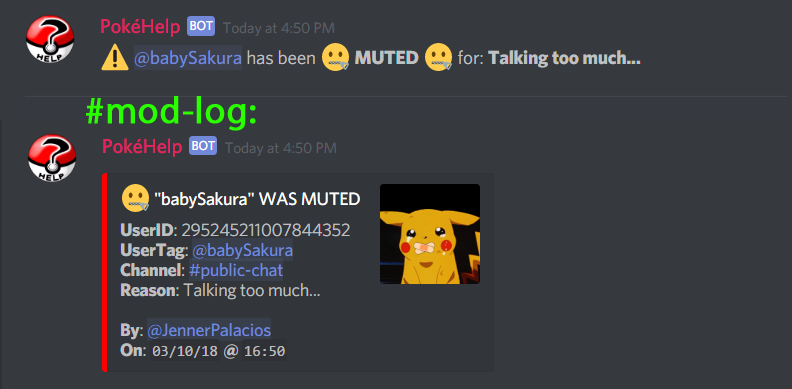 PokéHelp BOT Today at 4:50 PM
@babySakura has been MUTED for: Talking too much...
HELP
#mod-log:
PokéHelp BOT Today at 4:50 PM
HELP
"babySakura" WAS MUTED
UserID: 295245211007844352
UserTag: @babySakura
Channel: #public-chat
Reason: Talking too much...
By: @JennerPalacios
On: 03/10/18 @ 16:50